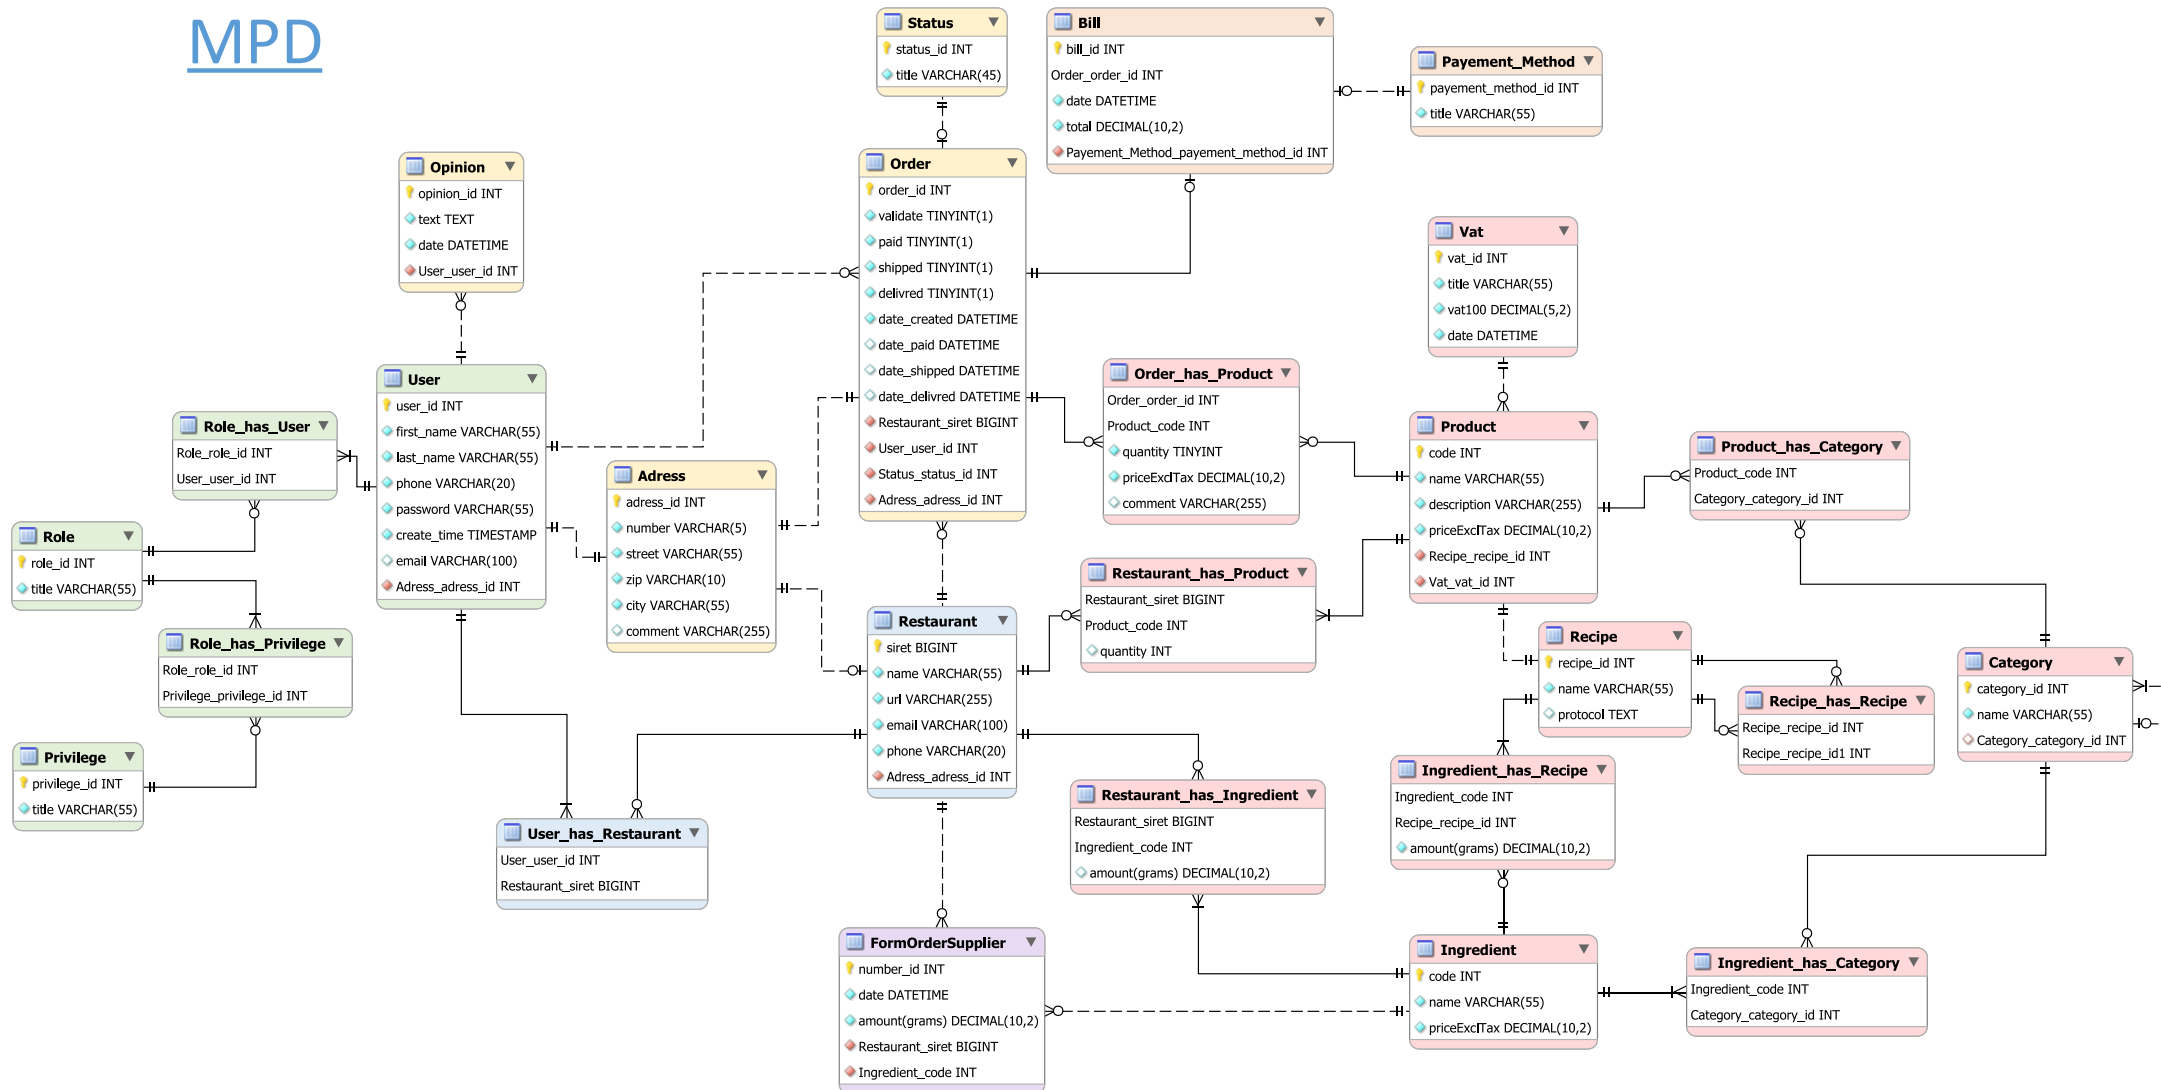 MPD
Status
status_id INT
title VARCHAR(45)
Bill
bill_id INT
Order_order_id INT
date DATETIME
total DECIMAL(10,2)
Payement_Method_payement_method_id INT
Payement_Method
payement_method_id INT
title VARCHAR(55)
Opinion
opinion_id INT
text TEXT
date DATETIME
User_user_id INT
Order
order_id INT
validate TINYINT(1)
paid TINYINT(1)
shipped TINYINT(1)
delivred TINYINT(1)
date_created DATETIME
date_paid DATETIME
date_shipped DATETIME
date_delivred DATETIME
Restaurant_siret BIGINT
User_user_id INT
Status_status_id INT
Adress_adress_id INT
Vat
vat_id INT
title VARCHAR(55)
vat100 DECIMAL(5,2)
date DATETIME
User
user_id INT
first_name VARCHAR(55)
last_name VARCHAR(55)
phone VARCHAR(20)
password VARCHAR(55)
create_time TIMESTAMP
email VARCHAR(100)
Adress_adress_id INT
Order_has_Product
Order_order_id INT
Product_code INT
quantity TINYINT
priceExclTax DECIMAL(10,2)
comment VARCHAR(255)
Role_has_User
Role_role_id INT
User_user_id INT
Product
code INT
name VARCHAR(55)
description VARCHAR(255)
priceExclTax DECIMAL(10,2)
Recipe_recipe_id INT
Vat_vat_id INT
Product_has_Category
Product_code INT
Category_category_id INT
Adress
adress_id INT
number VARCHAR(5)
street VARCHAR(55)
zip VARCHAR(10)
city VARCHAR(55)
comment VARCHAR(255)
Role
role_id INT
title VARCHAR(55)
Restaurant_has_Product
Restaurant_siret BIGINT
Product_code INT
quantity INT
Restaurant
siret BIGINT
name VARCHAR(55)
url VARCHAR(255)
email VARCHAR(100)
phone VARCHAR(20)
Adress_adress_id INT
Role_has_Privilege
Role_role_id INT
Privilege_privilege_id INT
Recipe
recipe_id INT
name VARCHAR(55)
protocol TEXT
Category
category_id INT
name VARCHAR(55)
Category_category_id INT
Recipe_has_Recipe
Recipe_recipe_id INT
Recipe_recipe_id1 INT
Privilege
privilege_id INT
title VARCHAR(55)
Ingredient_has_Recipe
Ingredient_code INT
Recipe_recipe_id INT
amount(grams) DECIMAL(10,2)
Restaurant_has_Ingredient
Restaurant_siret BIGINT
Ingredient_code INT
amount(grams) DECIMAL(10,2)
User_has_Restaurant
User_user_id INT
Restaurant_siret BIGINT
FormOrderSupplier
number_id INT
date DATETIME
amount(grams) DECIMAL(10,2)
Restaurant_siret BIGINT
Ingredient_code INT
Ingredient
code INT
name VARCHAR(55)
priceExclTax DECIMAL(10,2)
Ingredient_has_Category
Ingredient_code INT
Category_category_id INT